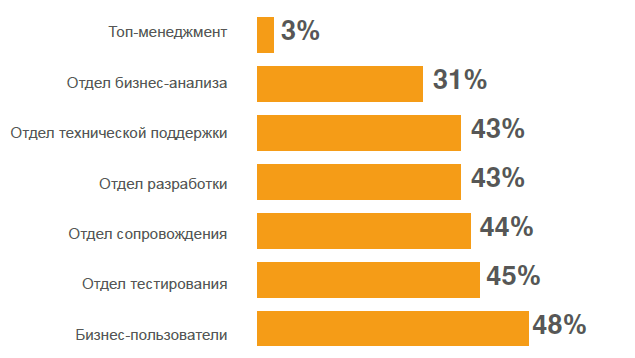 Топ-менеджмент 3%
Отдел бизнес-анализа 31%
Отдел технической поддержки 43%
Отдел разработки 43%
Отдел сопровождения 44%
Отдел тестирования 45%
Бизнес-пользователи 48%